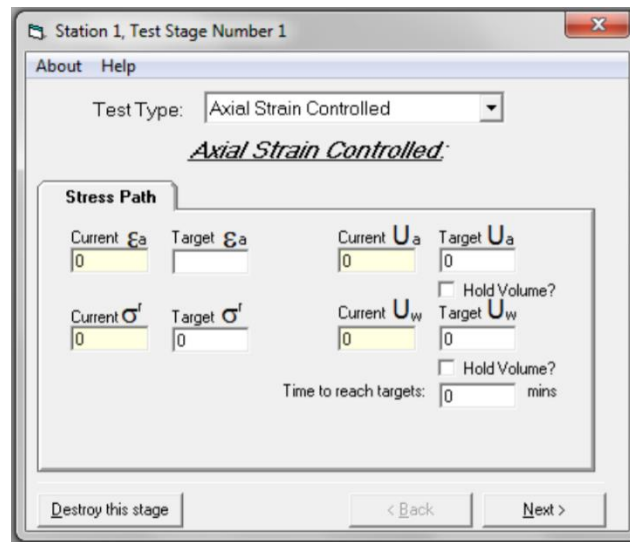 Station 1, Test Stage Number 1
About Help
Test Type: Axial Strain Controlled
Axial Strain Controlled:
Stress Path
Current εa Target εa Current Ua Target Ua
0 0 0
Hold Volume?
Current σʳ Target σʳ Current Uw Target Uw
0 0 0 0
Hold Volume?
Time to reach targets: 0 mins
Destroy this stage < Back Next >